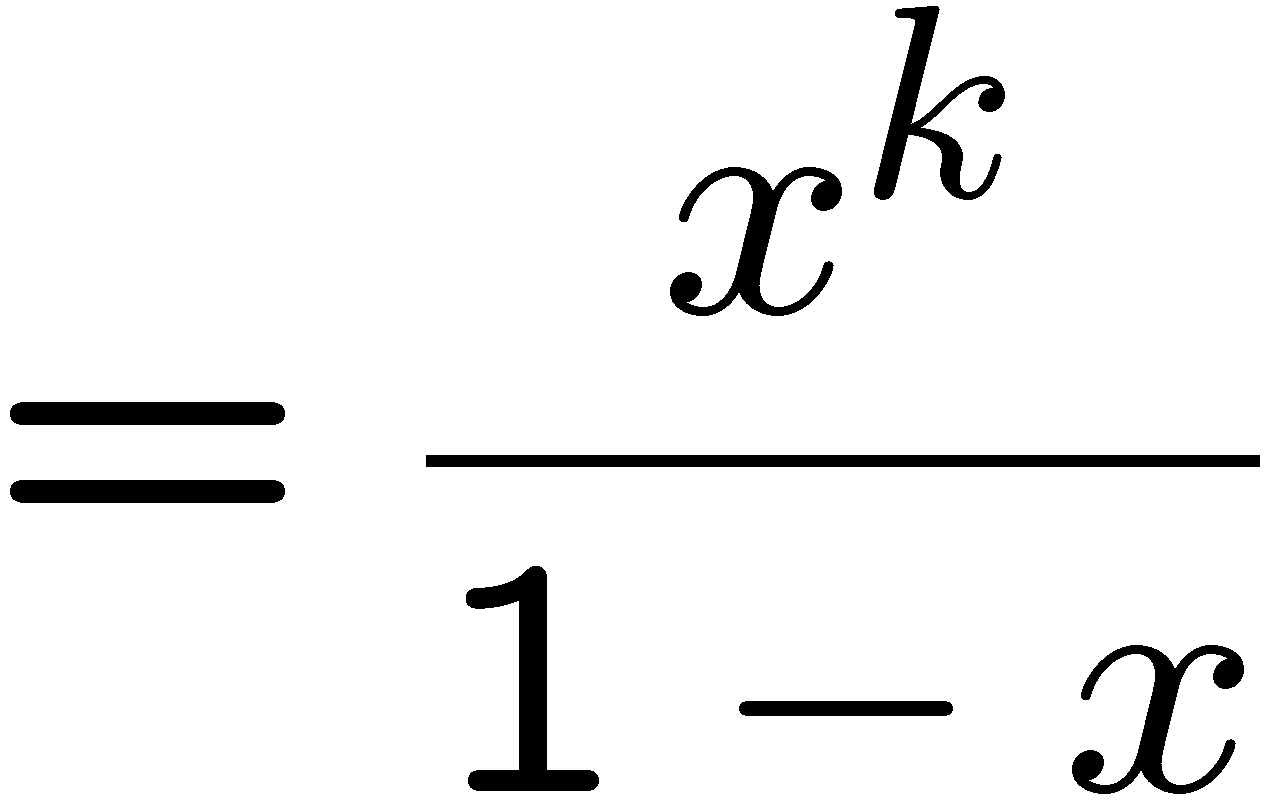 = x^k / (1 − x)